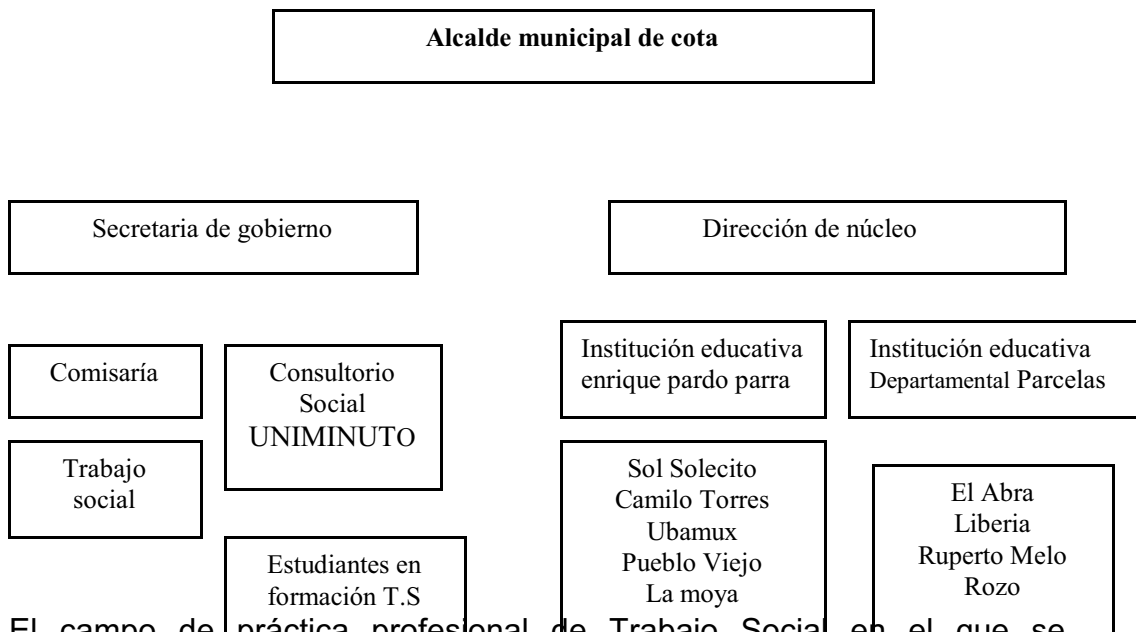 Alcalde municipal de cota
Secretaria de gobierno
Dirección de núcleo
Comisaría
Trabajo
social
Consultorio
Social
UNIMINUTO
Estudiantes en
formación T.S
Institución educativa
enrique pardo parra
Sol Solecito
Camilo Torres
Ubamux
Pueblo Viejo
La moya
Institución educativa
Departamental Parcelas
El Abra
Liberia
Ruperto Melo
Rozo
El campo de práctica profesional de Trabajo Social en el que se